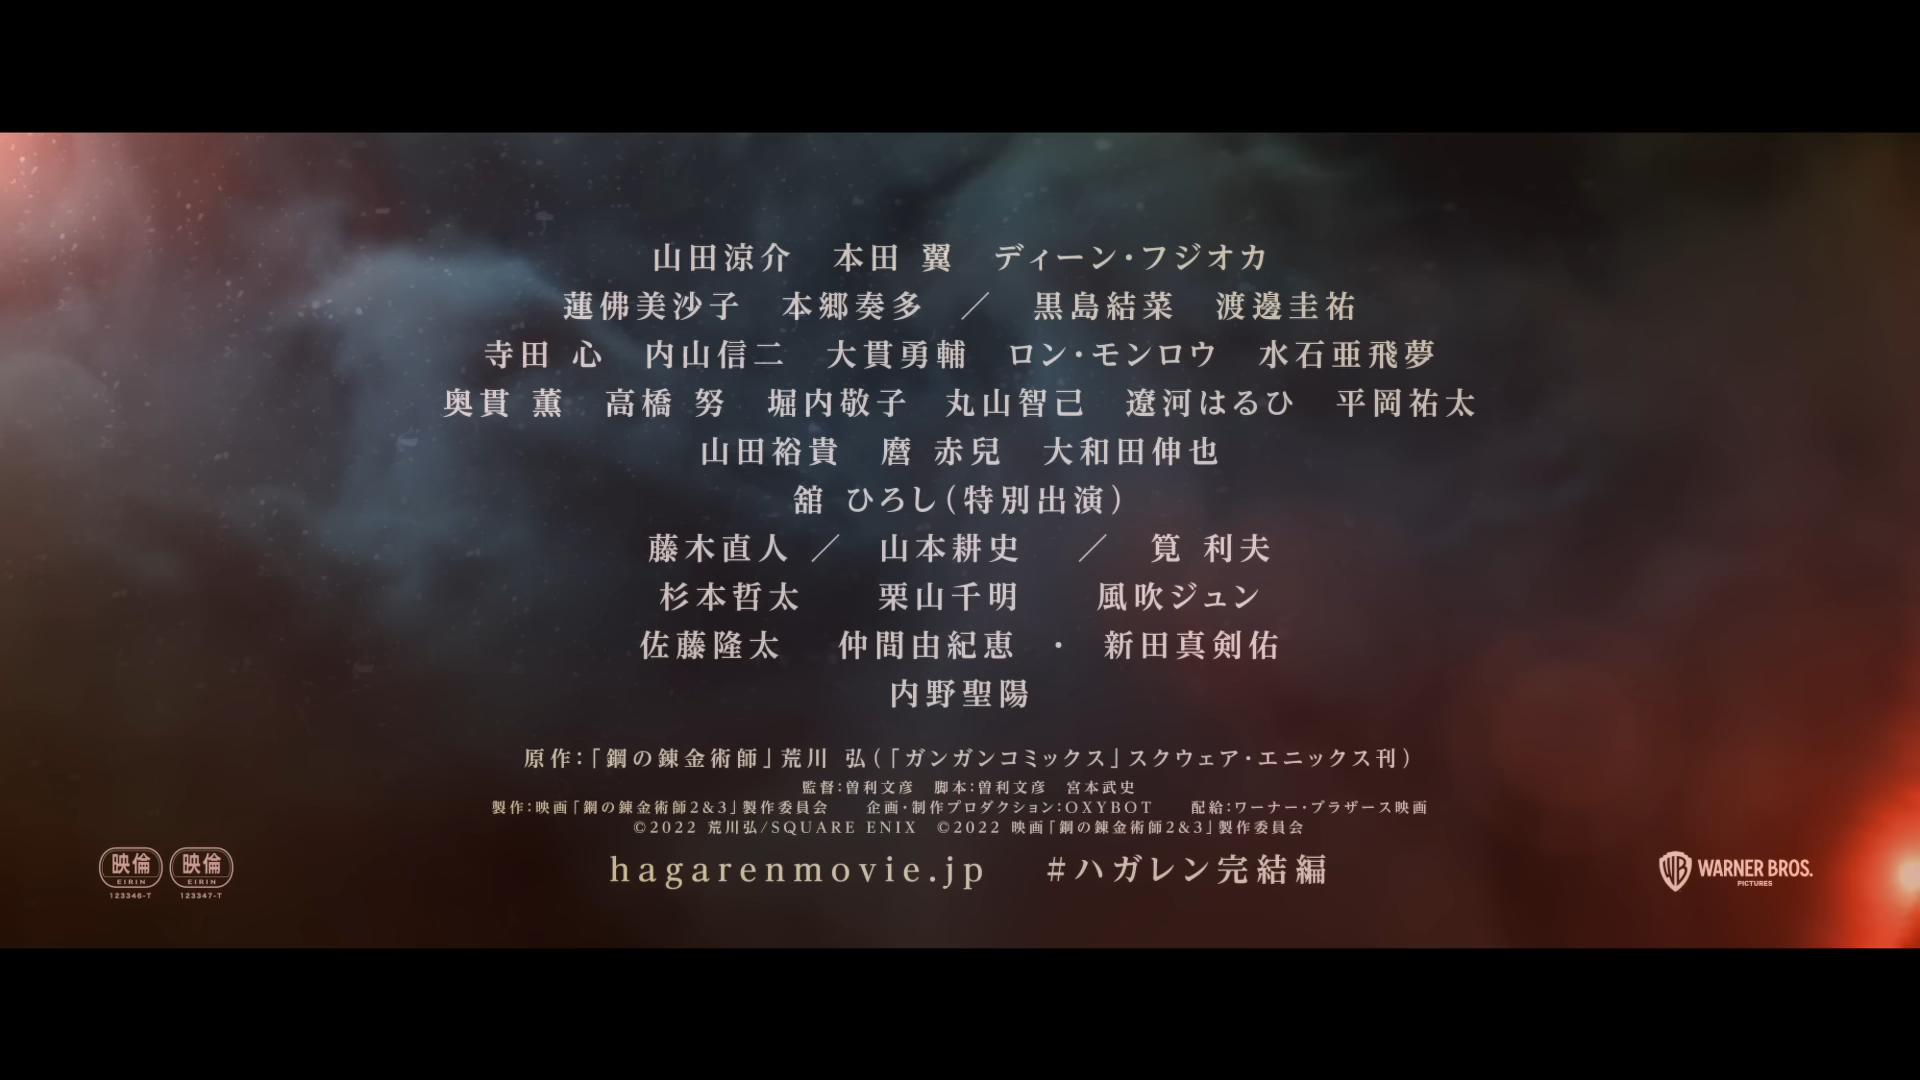 山田涼介　本田 翼　ディーン・フジオカ
蓮佛美沙子　本郷奏多　／　黒島結菜　渡邊圭祐
寺田 心　内山信二　大貫勇輔　ロン・モンロウ　水石亜飛夢
奥貫 薫　高橋 努　堀内敬子　丸山智己　遼河はるひ　平岡祐太
山田裕貴　麿 赤兒　大和田伸也
舘 ひろし（特別出演）
藤木直人 ／　山本耕史　／　筧 利夫
杉本哲太　栗山千明　風吹ジュン
佐藤隆太　仲間由紀恵　・　新田真剣佑
内野聖陽
原作：「鋼の錬金術師」荒川 弘（「ガンガンコミックス」スクウェア・エニックス刊）
監督：曽利文彦　脚本：曽利文彦　宮本武史
製作：映画「鋼の錬金術師2&3」製作委員会　企画・制作プロダクション：OXYBOT　配給：ワーナー・ブラザース映画
©2022 荒川弘/SQUARE ENIX　©2022 映画「鋼の錬金術師2&3」製作委員会
hagarenmovie.jp　#ハガレン完結編
映倫 EIRIN 123346-T
映倫 EIRIN 123347-T
WB WARNER BROS. PICTURES